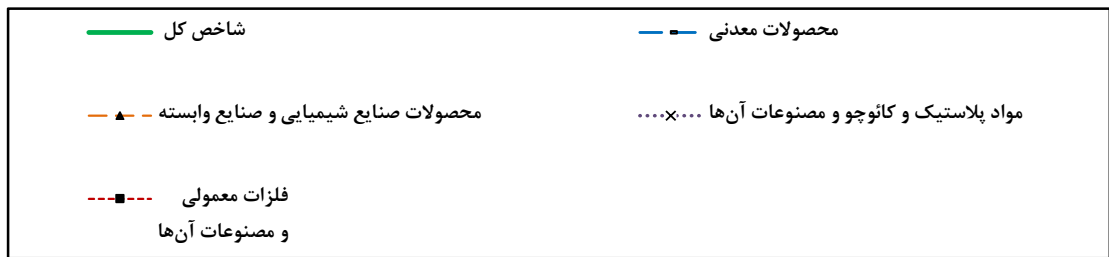 محصولات معدنی
شاخص کل
مواد پلاستیک و کائوچو و مصنوعات آن‌ها
محصولات صنایع شیمیایی و صنایع وابسته
فلزات معمولی
و مصنوعات آن‌ها